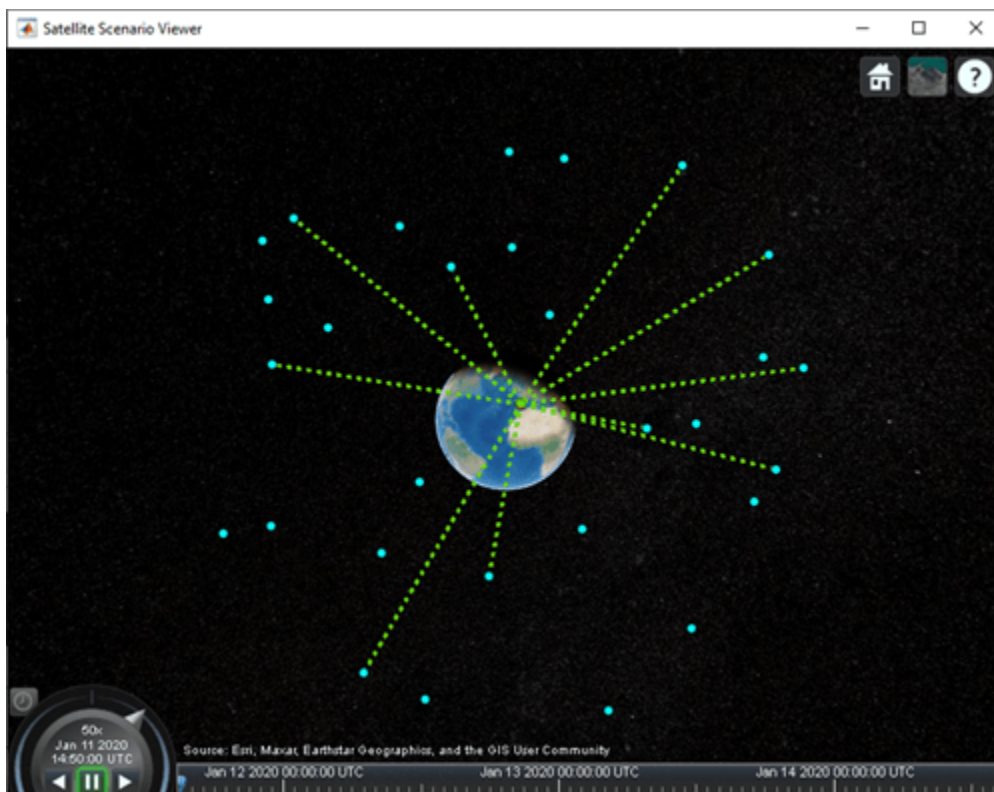 Satellite Scenario Viewer
?
50x
Jan 11 2020
14:50:00 UTC
Source: Esri, Maxar, Earthstar Geographics, and the GIS User Community
Jan 12 2020 00:00:00 UTC
Jan 13 2020 00:00:00 UTC
Jan 14 2020 00:00:00 UTC